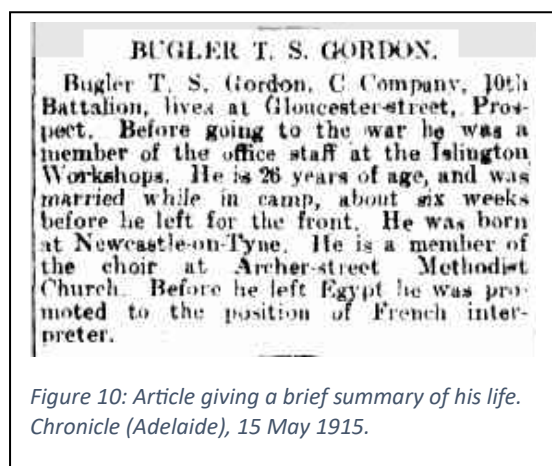 BUGLER T. S. GORDON.
Bugler T. S. Gordon, C Company, 10th
Battalion, lives at Gloucester-street, Pros-
pect. Before going to the war he was a
member of the office staff at the Islington
Workshops. He is 26 years of age, and was
married while in camp, about six weeks
before he left for the front. He was born
at Newcastle-on-Tyne. He is a member of
the choir at Archer-street Methodist
Church. Before he left Egypt he was pro-
moted to the position of French inter-
preter.
Figure 10: Article giving a brief summary of his life.
Chronicle (Adelaide), 15 May 1915.